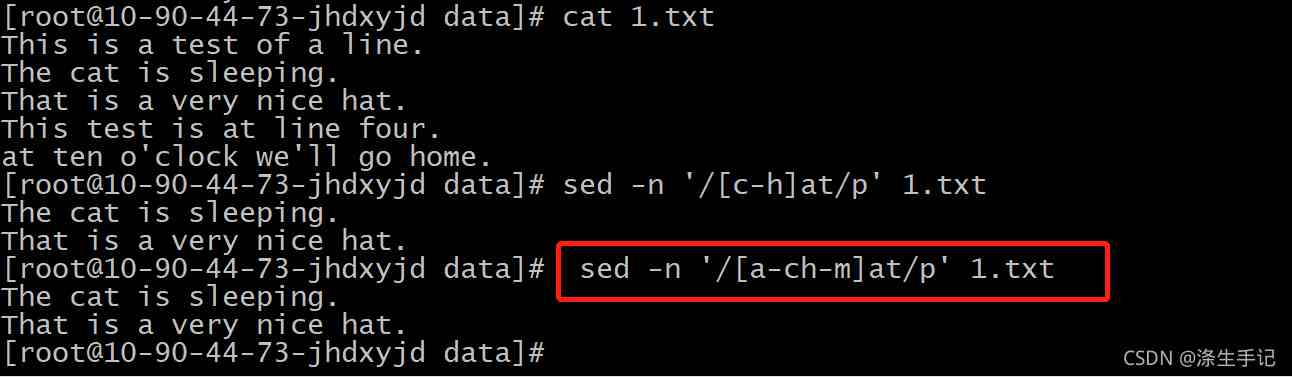 [root@10-90-44-73-jhdxyjd data]# cat 1.txt
This is a test of a line.
The cat is sleeping.
That is a very nice hat.
This test is at line four.
at ten o'clock we'll go home.
[root@10-90-44-73-jhdxyjd data]# sed -n '/[c-h]at/p' 1.txt
The cat is sleeping.
That is a very nice hat.
[root@10-90-44-73-jhdxyjd data]#  sed -n '/[a-ch-m]at/p' 1.txt
The cat is sleeping.
That is a very nice hat.
[root@10-90-44-73-jhdxyjd data]#
CSDN @涤生手记